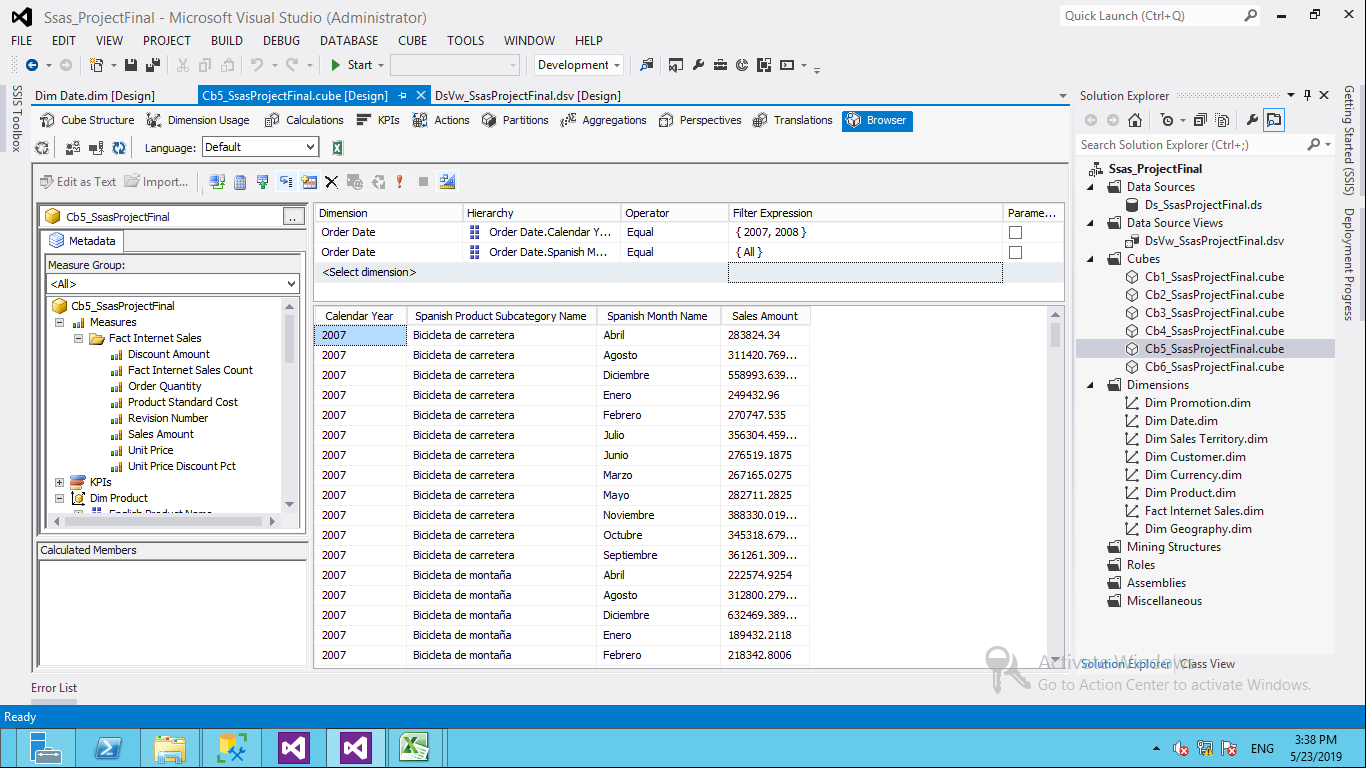 Ssas_ProjectFinal - Microsoft Visual Studio (Administrator)
Quick Launch (Ctrl+Q)
FILE EDIT VIEW PROJECT BUILD DEBUG DATABASE CUBE TOOLS WINDOW HELP
Start
Development
SSIS Toolbox
Dim Date.dim [Design]
Cb5_SsasProjectFinal.cube [Design]
DsVw_SsasProjectFinal.dsv [Design]
Cube Structure Dimension Usage Calculations KPIs Actions Partitions Aggregations Perspectives Translations Browser
Language: Default
Edit as Text Import...
Cb5_SsasProjectFinal
..
Metadata
Measure Group:
<All>
Cb5_SsasProjectFinal
Measures
Fact Internet Sales
Discount Amount
Fact Internet Sales Count
Order Quantity
Product Standard Cost
Revision Number
Sales Amount
Unit Price
Unit Price Discount Pct
KPIs
Dim Product
English Product Name
Calculated Members
Dimension Hierarchy Operator Filter Expression Parame...
Order Date Order Date.Calendar Y... Equal { 2007, 2008 }
Order Date Order Date.Spanish M... Equal { All }
<Select dimension>
Calendar Year Spanish Product Subcategory Name Spanish Month Name Sales Amount
2007 Bicicleta de carretera Abril 283824.34
2007 Bicicleta de carretera Agosto 311420.769...
2007 Bicicleta de carretera Diciembre 558993.639...
2007 Bicicleta de carretera Enero 249432.96
2007 Bicicleta de carretera Febrero 270747.535
2007 Bicicleta de carretera Julio 356304.459...
2007 Bicicleta de carretera Junio 276519.1875
2007 Bicicleta de carretera Marzo 267165.0275
2007 Bicicleta de carretera Mayo 282711.2825
2007 Bicicleta de carretera Noviembre 388330.019...
2007 Bicicleta de carretera Octubre 345318.679...
2007 Bicicleta de carretera Septiembre 361261.309...
2007 Bicicleta de montaña Abril 222574.9254
2007 Bicicleta de montaña Agosto 312800.279...
2007 Bicicleta de montaña Diciembre 632469.389...
2007 Bicicleta de montaña Enero 189432.2118
2007 Bicicleta de montaña Febrero 218342.8006
Solution Explorer
Search Solution Explorer (Ctrl+;)
Ssas_ProjectFinal
Data Sources
Ds_SsasProjectFinal.ds
Data Source Views
DsVw_SsasProjectFinal.dsv
Cubes
Cb1_SsasProjectFinal.cube
Cb2_SsasProjectFinal.cube
Cb3_SsasProjectFinal.cube
Cb4_SsasProjectFinal.cube
Cb5_SsasProjectFinal.cube
Cb6_SsasProjectFinal.cube
Dimensions
Dim Promotion.dim
Dim Date.dim
Dim Sales Territory.dim
Dim Customer.dim
Dim Currency.dim
Dim Product.dim
Fact Internet Sales.dim
Dim Geography.dim
Mining Structures
Roles
Assemblies
Miscellaneous
Solution Explorer Class View
Getting Started (SSIS)
Deployment Progress
Activate Windows
Go to Action Center to activate Windows.
Error List
Ready
ENG
3:38 PM
5/23/2019